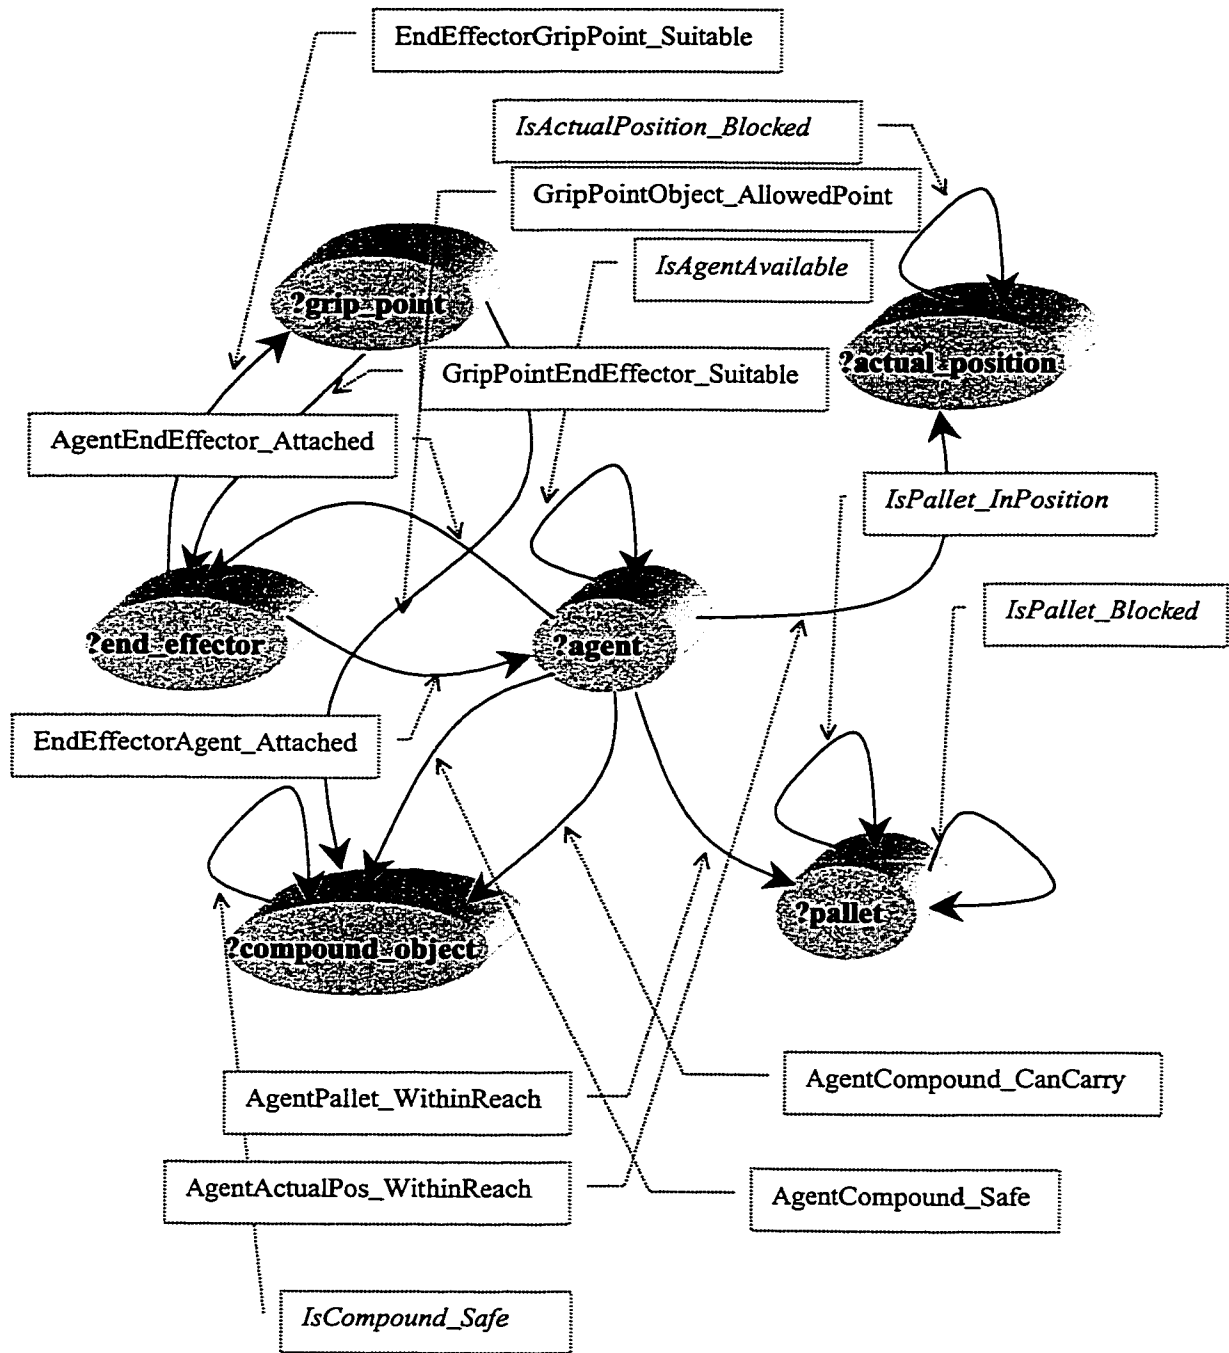 EndEffectorGripPoint_Suitable
IsActualPosition_Blocked
GripPointObject_AllowedPoint
IsAgentAvailable
?grip_point
?actual_position
GripPointEndEffector_Suitable
AgentEndEffector_Attached
IsPallet_InPosition
IsPallet_Blocked
?end_effector
?agent
EndEffectorAgent_Attached
?pallet
?compound_object
AgentCompound_CanCarry
AgentPallet_WithinReach
AgentActualPos_WithinReach
AgentCompound_Safe
IsCompound_Safe